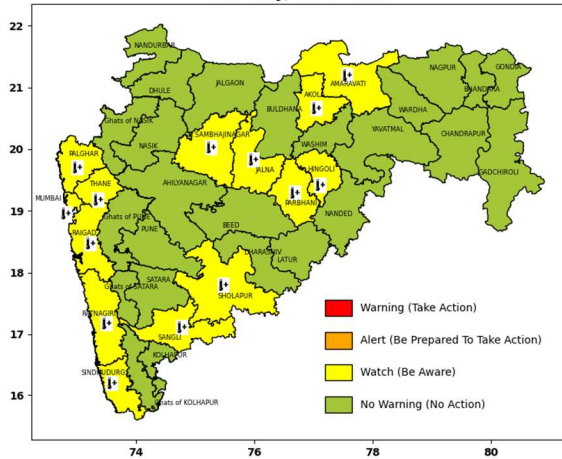 22
21
20
19
18
17
16
74
76
78
80
NANDURBAR
DHULE
JALGAON
Ghats of NASIK
NASIK
SAMBHAJINAGAR
BULDHANA
AKOLA
AMARAVATI
NAGPUR
GONDIA
BHANDARA
WARDHA
YAVATMAL
CHANDRAPUR
GADCHIROLI
WASHIM
JALNA
HINGOLI
PARBHANI
NANDED
PALGHAR
THANE
MUMBAI
AHILYANAGAR
Ghats of PUNE
PUNE
RAIGAD
BEED
DHARASHIV
LATUR
SATARA
Ghats of SATARA
SHOLAPUR
RATNAGIRI
SANGLI
KOLHAPUR
SINDHUDURG
Ghats of KOLHAPUR
Warning (Take Action)
Alert (Be Prepared To Take Action)
Watch (Be Aware)
No Warning (No Action)